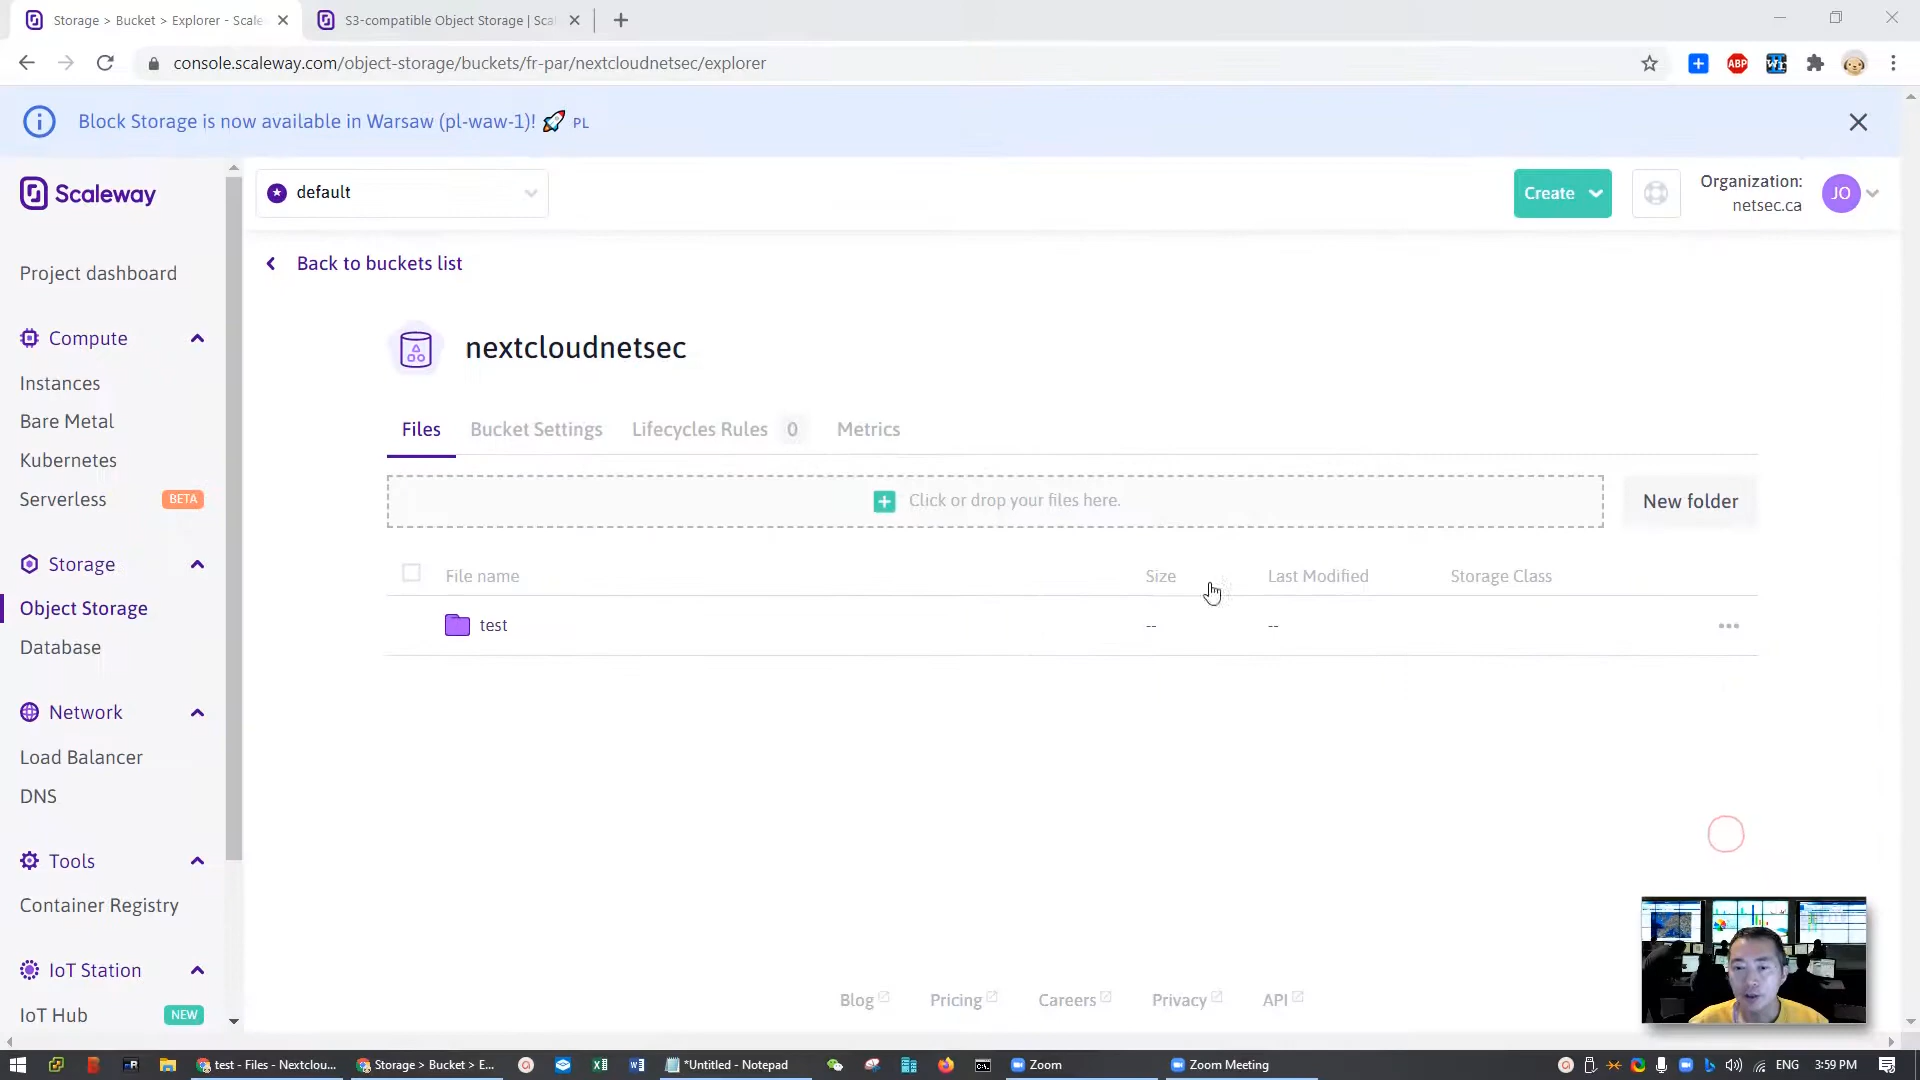 Storage > Bucket > Explorer - Scale
S3-compatible Object Storage | Sca
console.scaleway.com/object-storage/buckets/fr-par/nextcloudnetsec/explorer
ABP
Block Storage is now available in Warsaw (pl-waw-1)! 🚀 PL
Scaleway
default
Create
Organization:
netsec.ca
JO
Project dashboard
Back to buckets list
Compute
Instances
Bare Metal
Kubernetes
Serverless BETA
Storage
Object Storage
Database
Network
Load Balancer
DNS
Tools
Container Registry
IoT Station
IoT Hub NEW
nextcloudnetsec
Files Bucket Settings Lifecycles Rules 0 Metrics
Click or drop your files here.
New folder
File name Size Last Modified Storage Class
test -- --
Blog Pricing Careers Privacy API
test - Files - Nextclou...
Storage > Bucket > E...
*Untitled - Notepad
Zoom
Zoom Meeting
ENG
3:59 PM